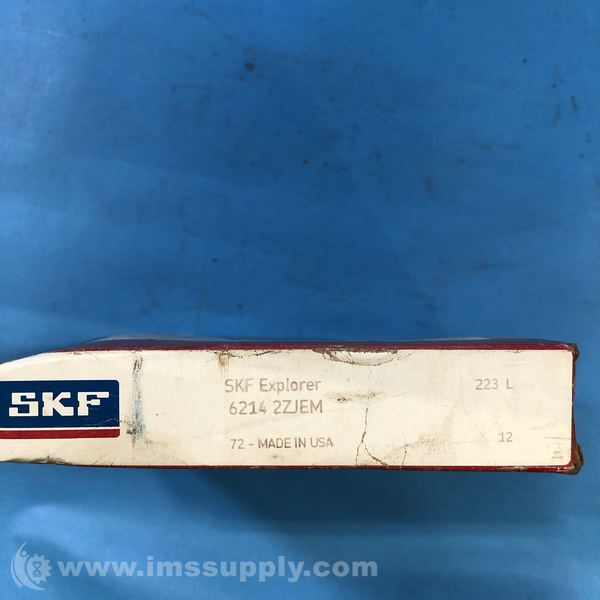 SKF
SKF Explorer
223 L
6214 2ZJEM
72 - MADE IN USA
12
www.imssupply.com